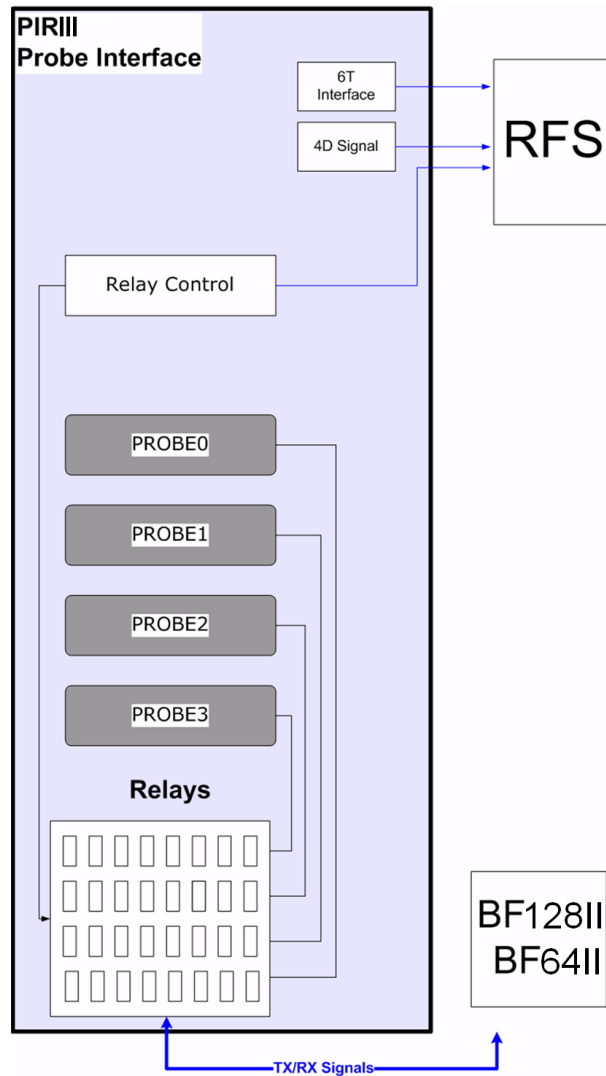 PIRIII
Probe Interface
6T
Interface
4D Signal
RFS
Relay Control
PROBE0
PROBE1
PROBE2
PROBE3
Relays
BF128II
BF64II
TX/RX Signals